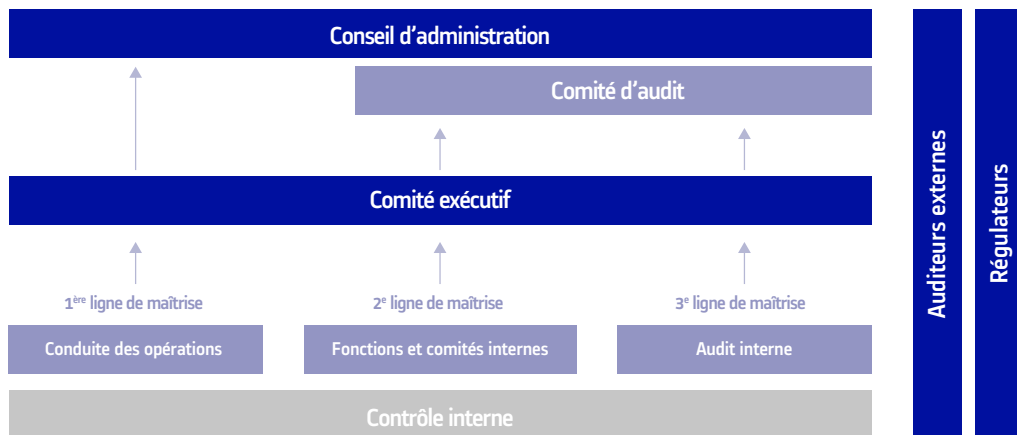 Conseil d’administration
Comité d’audit
Comité exécutif
1ère ligne de maîtrise
2e ligne de maîtrise
3e ligne de maîtrise
Conduite des opérations
Fonctions et comités internes
Audit interne
Contrôle interne
Auditeurs externes
Régulateurs